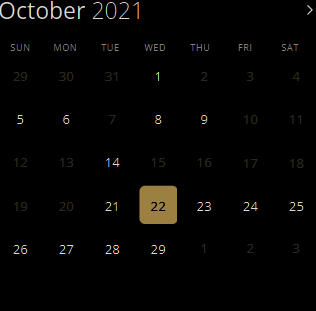 October 2021
SUN MON TUE WED THU FRI SAT
29 30 31 1 2 3 4
5 6 7 8 9 10 11
12 13 14 15 16 17 18
19 20 21 22 23 24 25
26 27 28 29 1 2 3